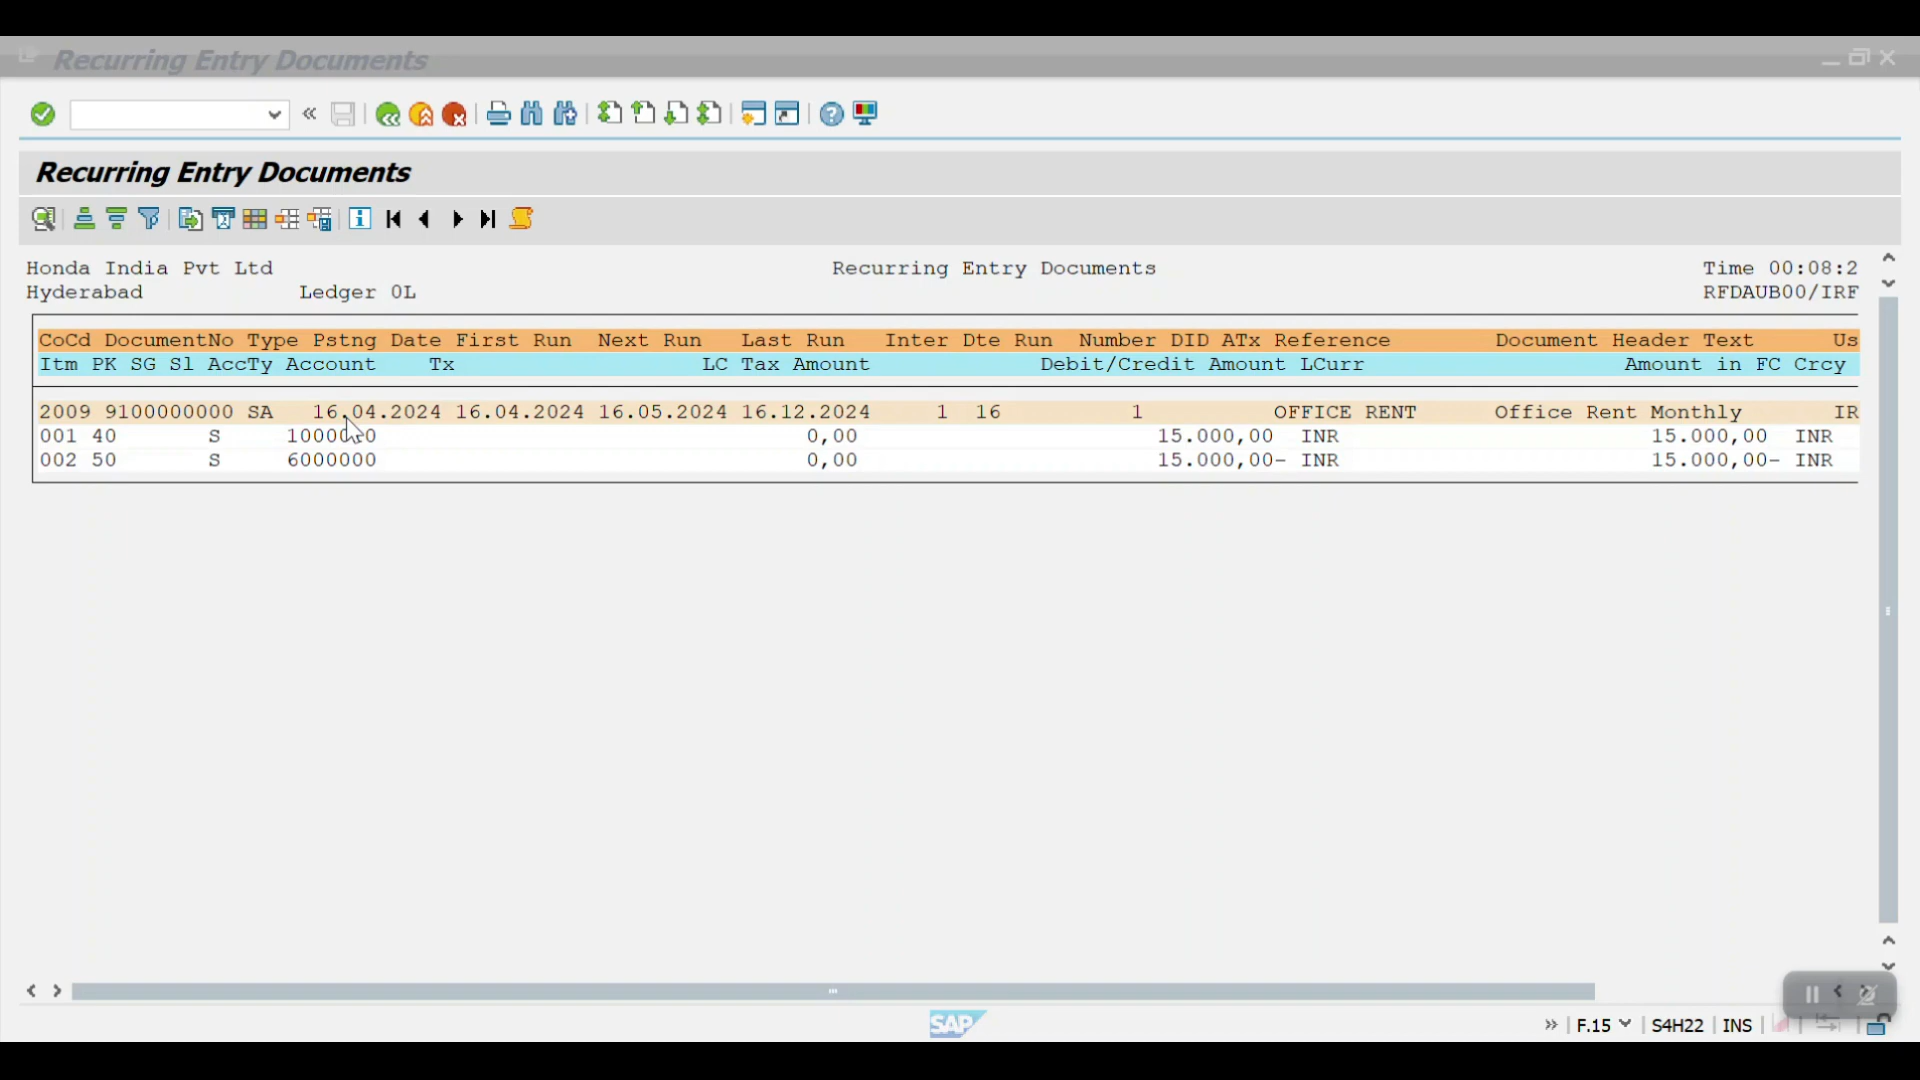 Recurring Entry Documents
Recurring Entry Documents
Honda India Pvt Ltd Recurring Entry Documents Time 00:08:2
Hyderabad Ledger 0L RFDAUB00/IRF
CoCd DocumentNo Type Pstng Date First Run Next Run Last Run Inter Dte Run Number DID ATx Reference Document Header Text Us
Itm PK SG Sl AccTy Account Tx LC Tax Amount Debit/Credit Amount LCurr Amount in FC Crcy
2009 9100000000 SA 16.04.2024 16.04.2024 16.05.2024 16.12.2024 1 16 1 OFFICE RENT Office Rent Monthly IR
001 40 S 1000000 0,00 15.000,00 INR 15.000,00 INR
002 50 S 6000000 0,00 15.000,00- INR 15.000,00- INR
SAP F.15 S4H22 INS